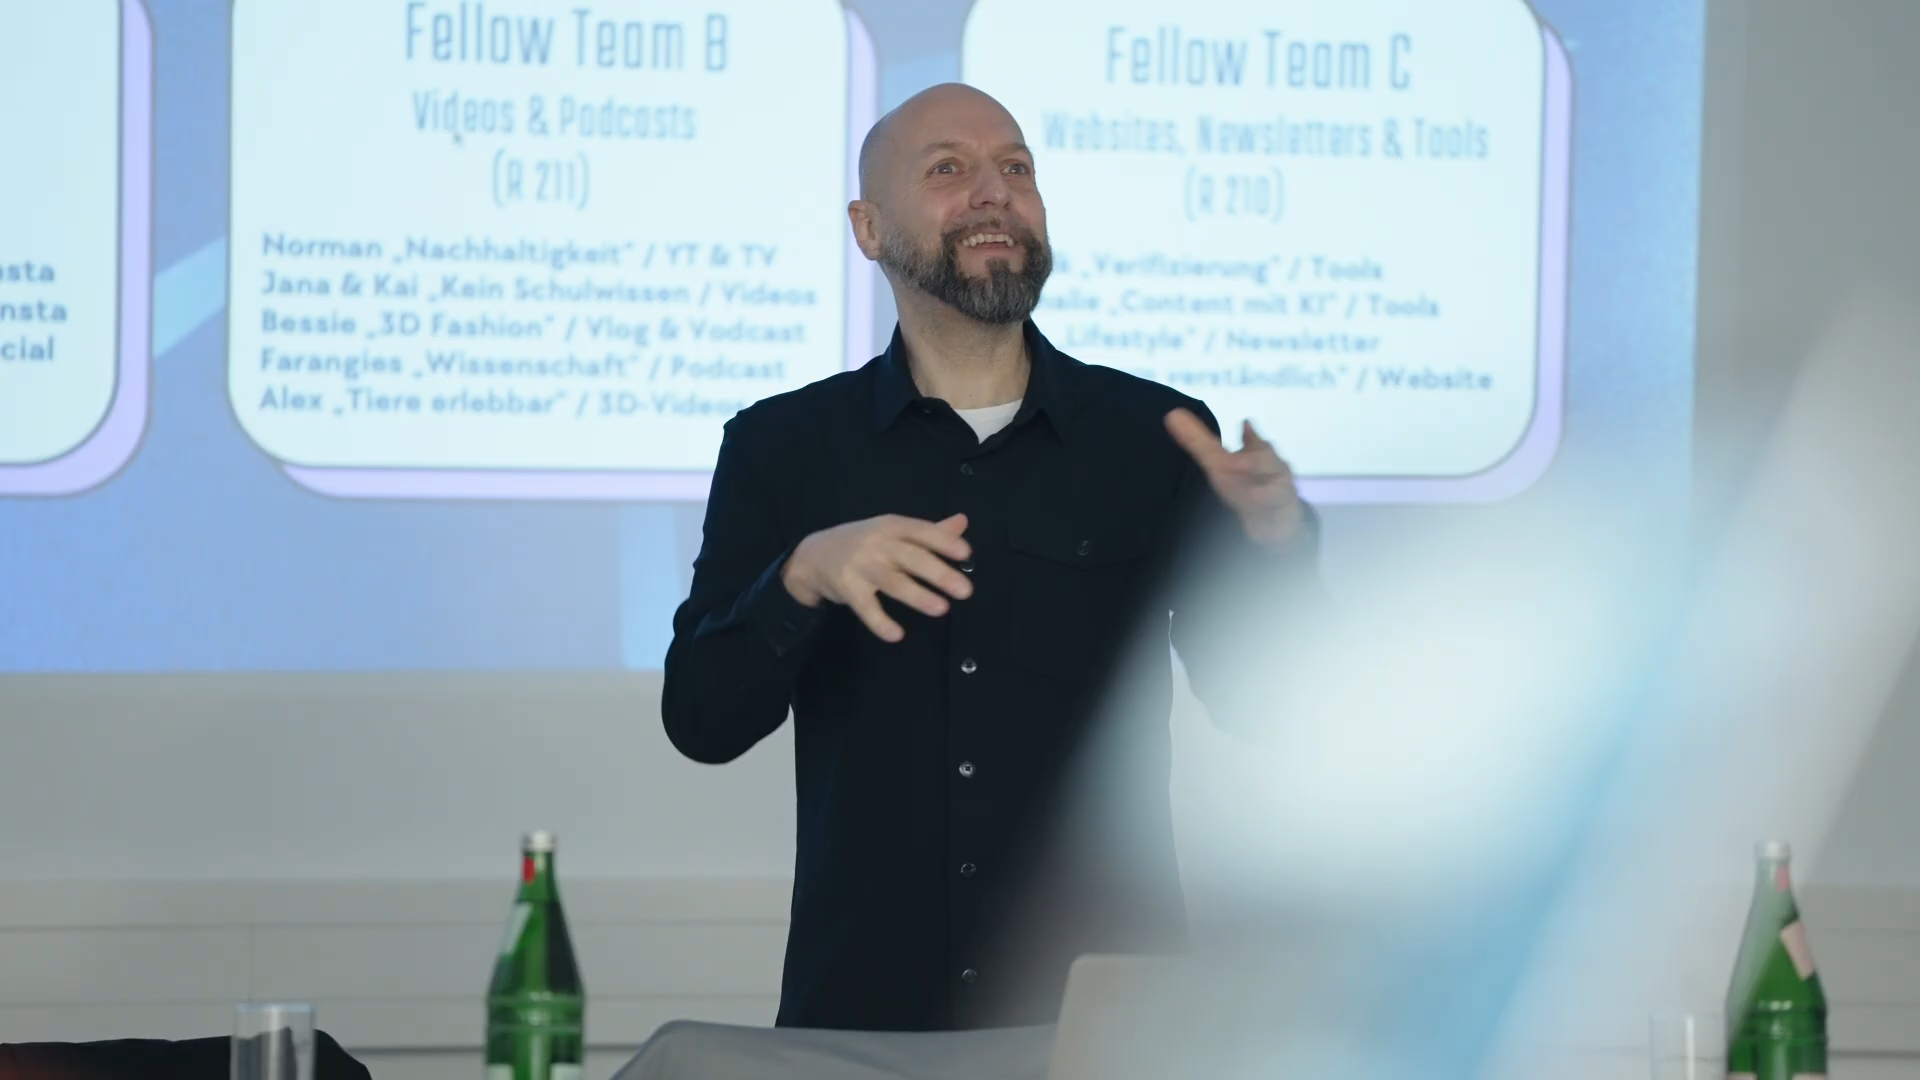 asta
nsta
cial
Fellow Team B
Videos & Podcasts
(R 211)
Norman „Nachhaltigkeit“ / YT & TV
Jana & Kai „Kein Schulwissen / Videos
Bessie „3D Fashion“ / Vlog & Vodcast
Farangies „Wissenschaft“ / Podcast
Alex „Tiere erlebbar“ / 3D-Videos
Fellow Team C
Websites, Newsletters & Tools
(R 210)
„Verifizierung“ / Tools
alie „Content mit KI“ / Tools
„Lifestyle“ / Newsletter
verständlich“ / Website